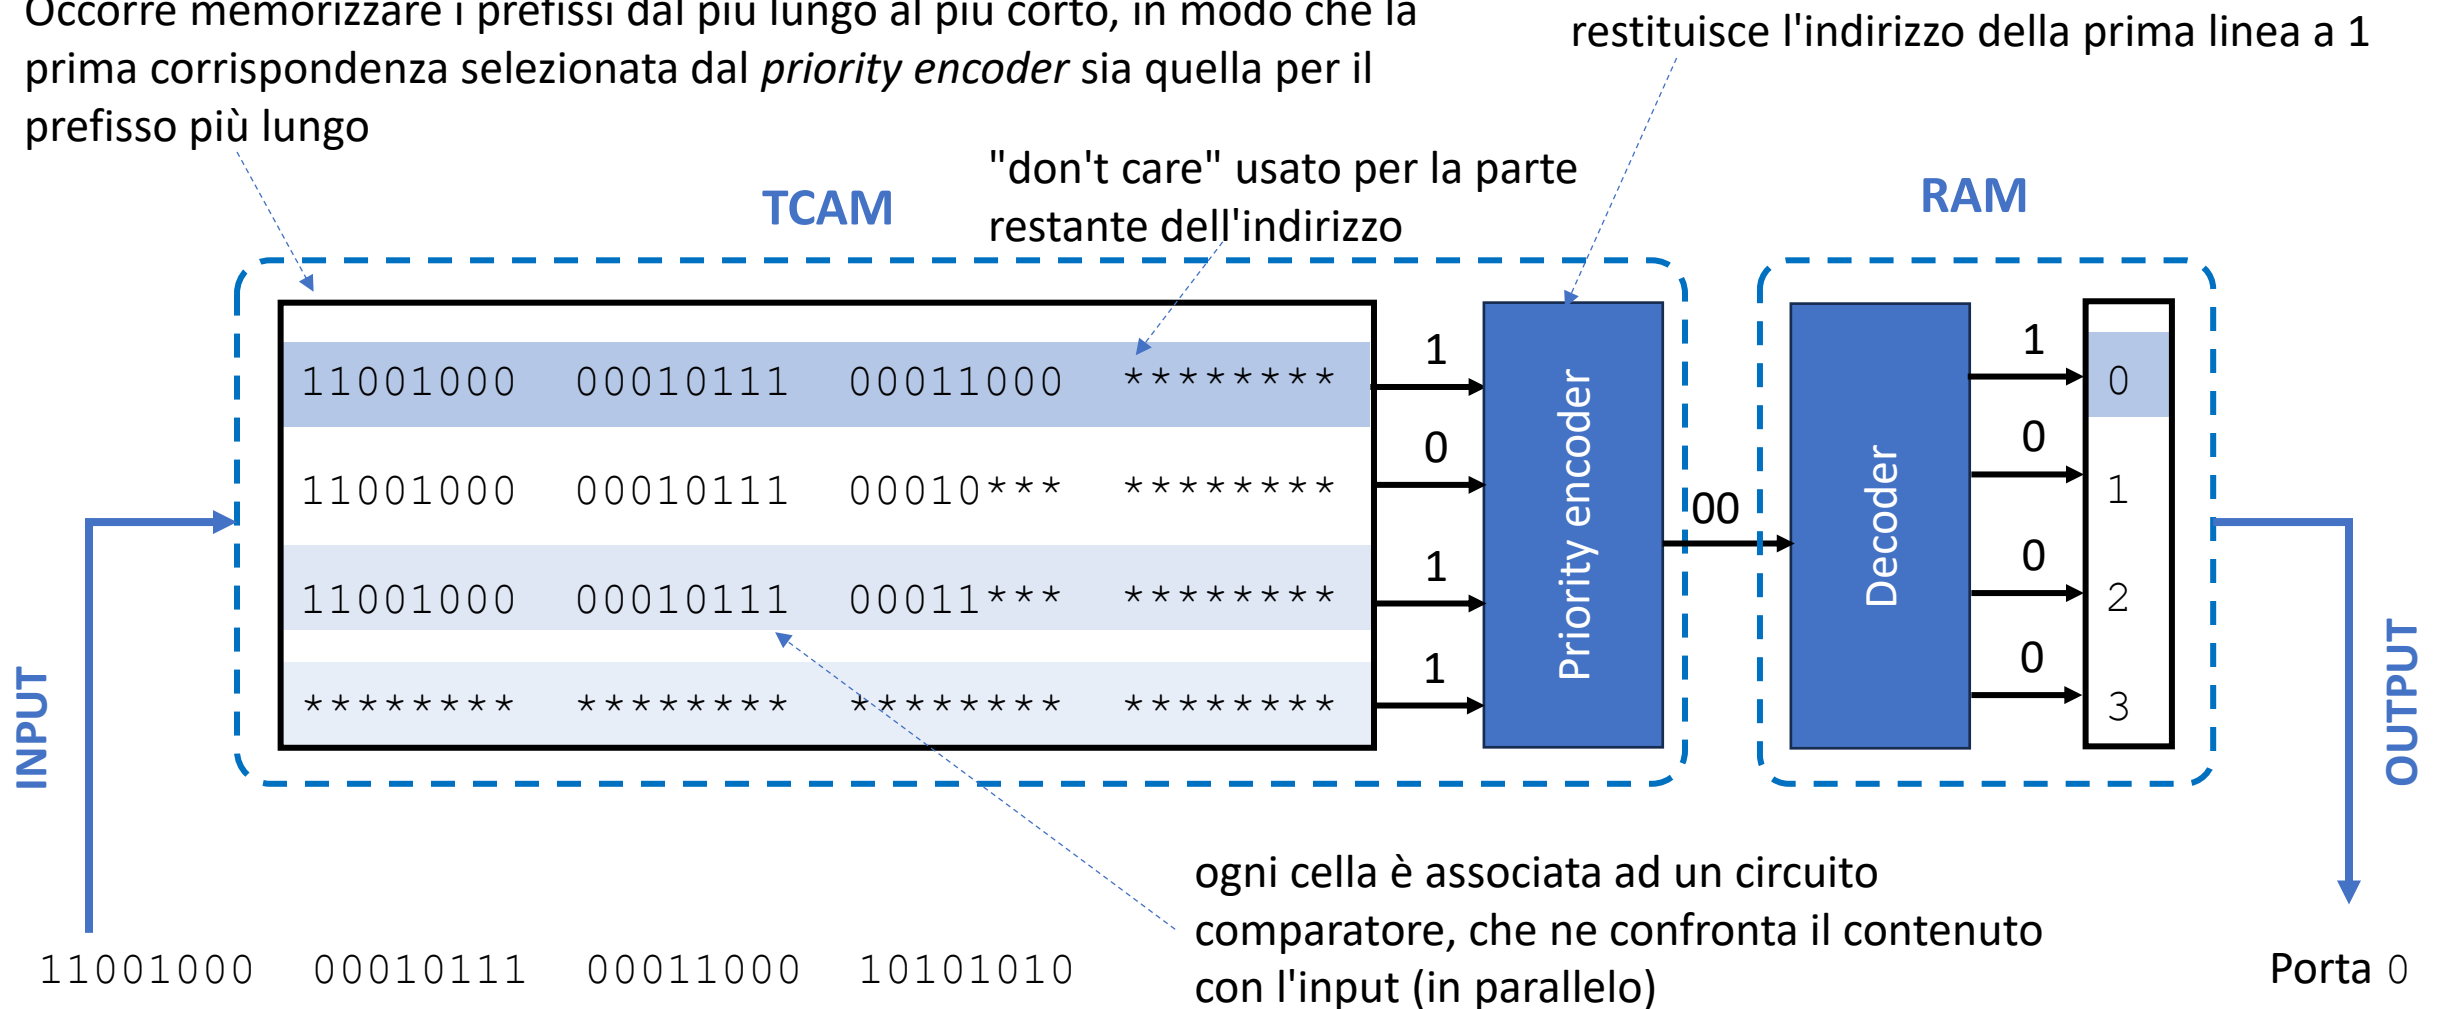 Occorre memorizzare i prefissi dal più lungo al più corto, in modo che la
prima corrispondenza selezionata dal priority encoder sia quella per il
prefisso più lungo
restituisce l'indirizzo della prima linea a 1
"don't care" usato per la parte
restante dell'indirizzo
TCAM
RAM
11001000 00010111 00011000 ********
1
1
0
11001000 00010111 00010*** ********
0
0
1
11001000 00010111 00011*** ********
1
0
2
******** ******** ******** ********
1
0
3
Priority encoder
00
Decoder
INPUT
OUTPUT
ogni cella è associata ad un circuito
comparatore, che ne confronta il contenuto
con l'input (in parallelo)
11001000 00010111 00011000 10101010
Porta 0